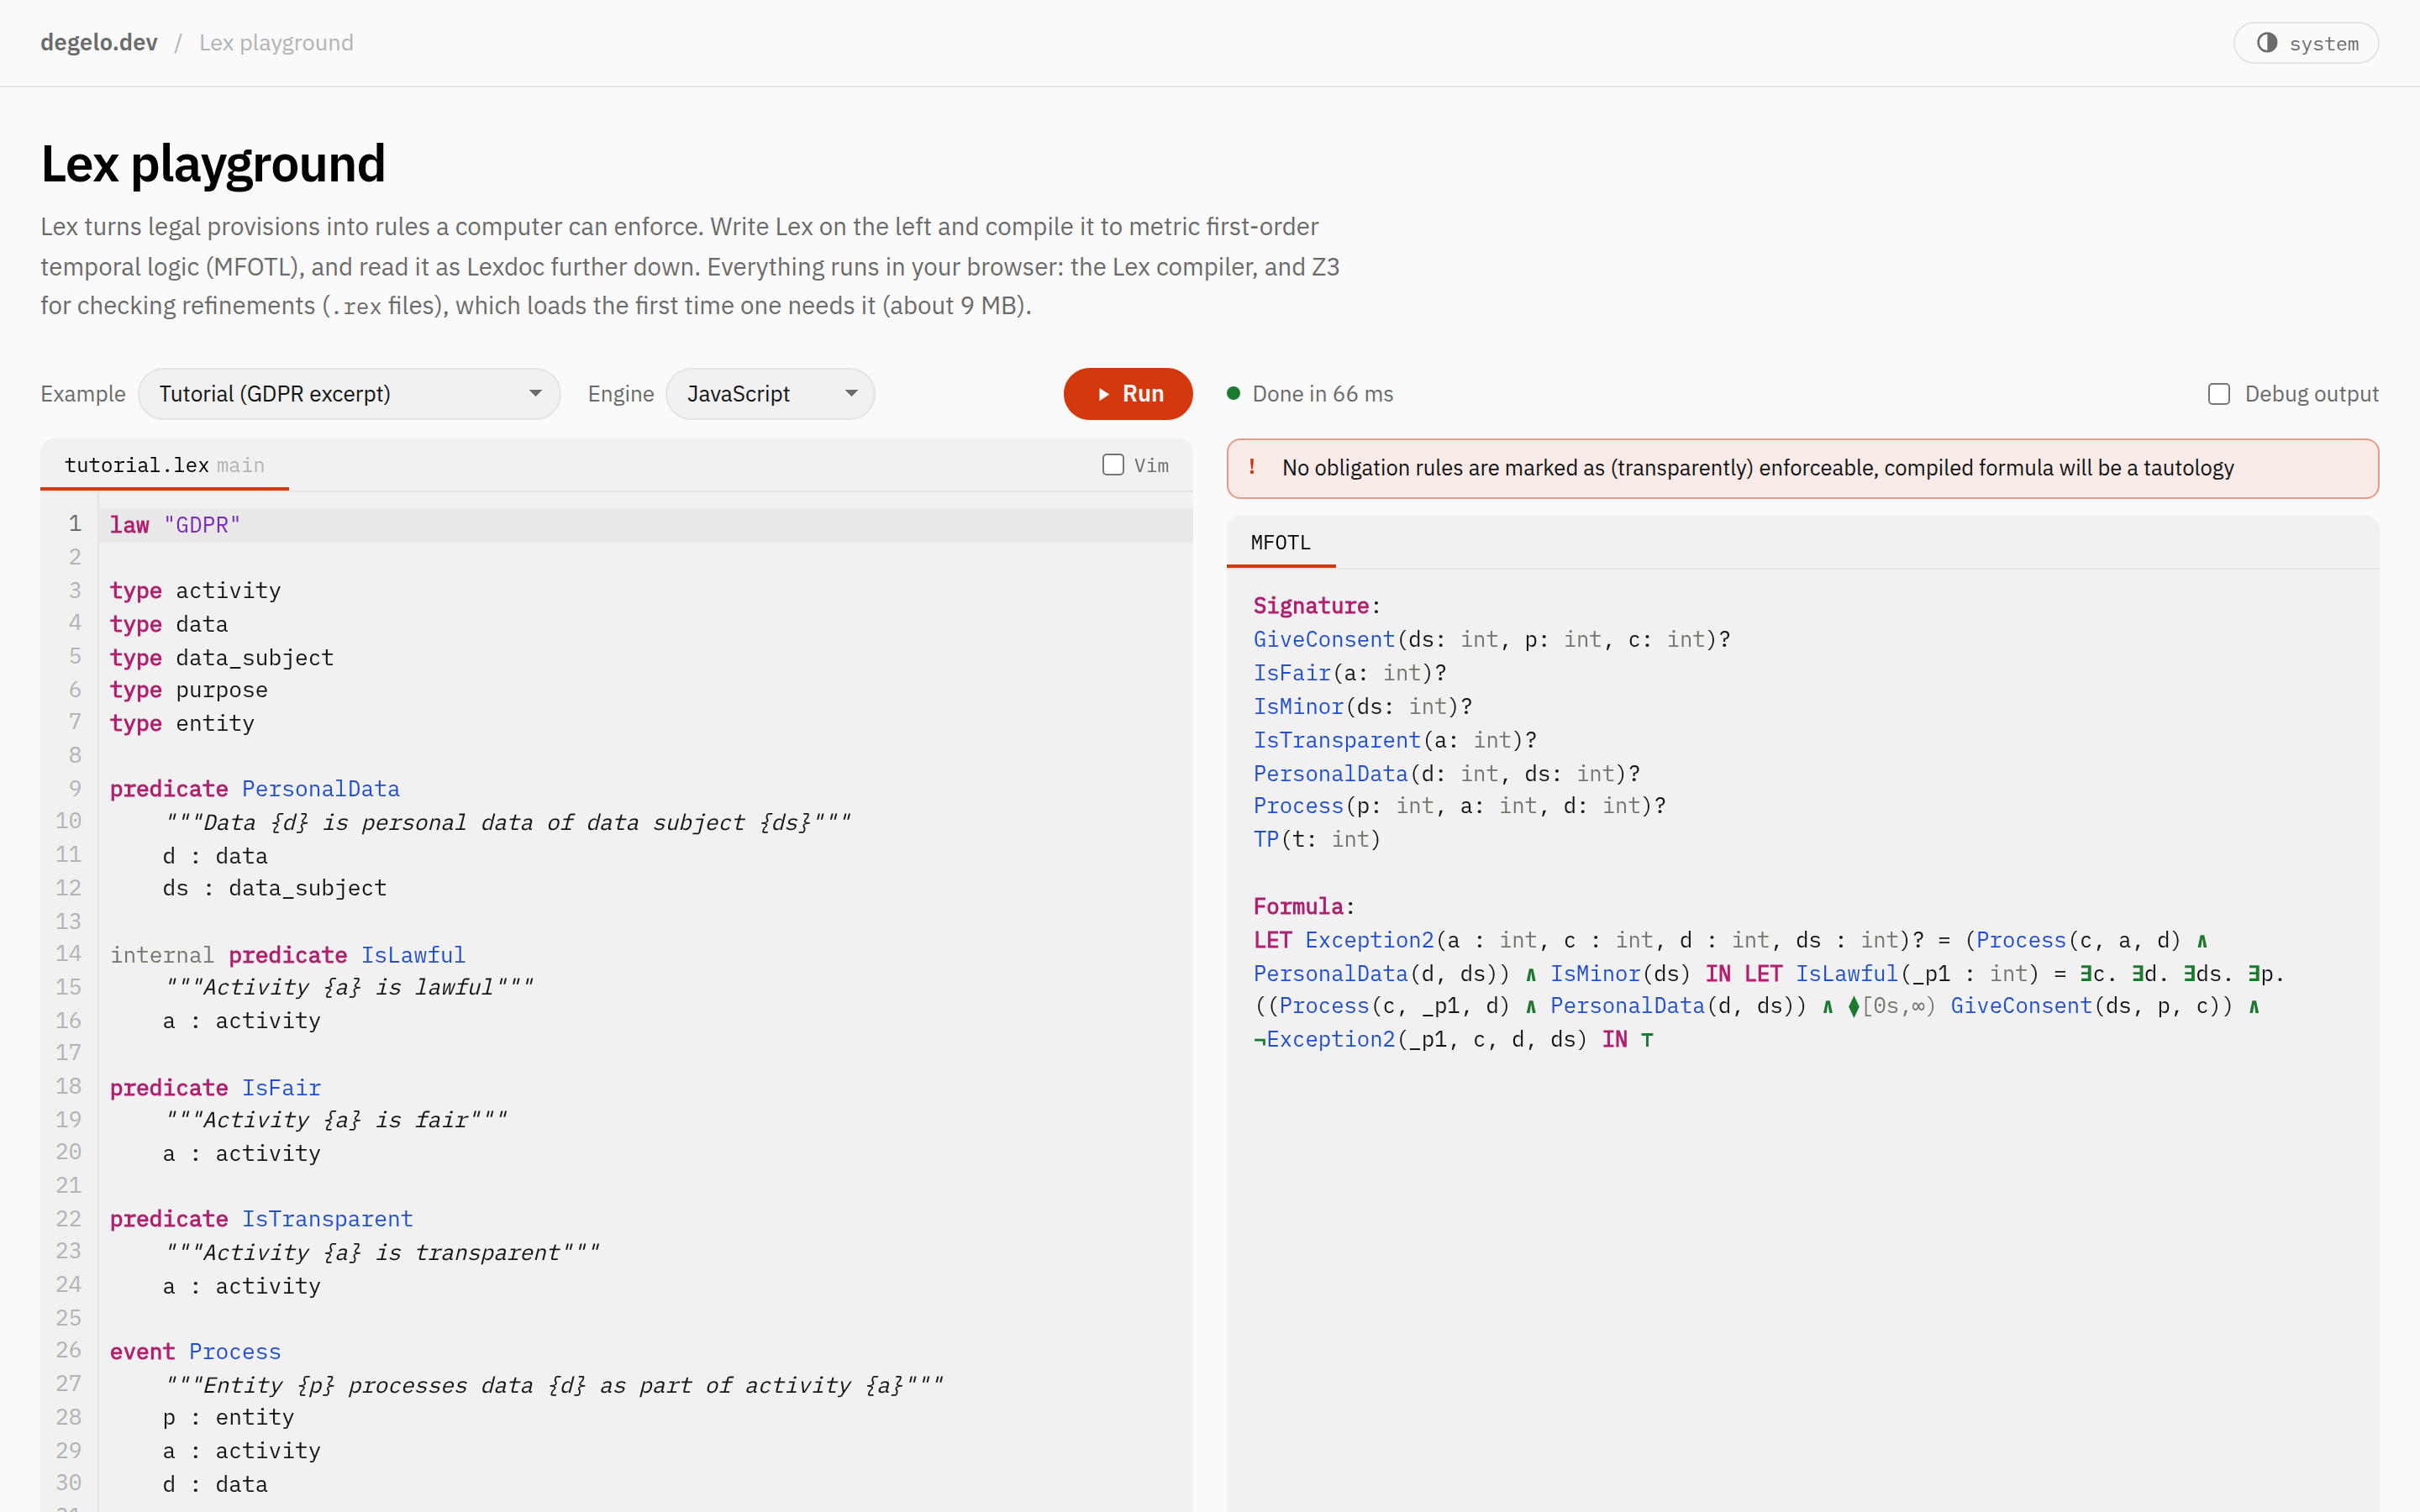 degelo.dev / Lex playground
system
Lex playground
Lex turns legal provisions into rules a computer can enforce. Write Lex on the left and compile it to metric first-order
temporal logic (MFOTL), and read it as Lexdoc further down. Everything runs in your browser: the Lex compiler, and Z3
for checking refinements (.rex files), which loads the first time one needs it (about 9 MB).
Example Tutorial (GDPR excerpt) Engine JavaScript Run
Done in 66 ms Debug output
tutorial.lex main Vim
1 law "GDPR"
2
3 type activity
4 type data
5 type data_subject
6 type purpose
7 type entity
8
9 predicate PersonalData
10 """Data {d} is personal data of data subject {ds}"""
11 d : data
12 ds : data_subject
13
14 internal predicate IsLawful
15 """Activity {a} is lawful"""
16 a : activity
17
18 predicate IsFair
19 """Activity {a} is fair"""
20 a : activity
21
22 predicate IsTransparent
23 """Activity {a} is transparent"""
24 a : activity
25
26 event Process
27 """Entity {p} processes data {d} as part of activity {a}"""
28 p : entity
29 a : activity
30 d : data
! No obligation rules are marked as (transparently) enforceable, compiled formula will be a tautology
MFOTL
Signature:
GiveConsent(ds: int, p: int, c: int)?
IsFair(a: int)?
IsMinor(ds: int)?
IsTransparent(a: int)?
PersonalData(d: int, ds: int)?
Process(p: int, a: int, d: int)?
TP(t: int)
Formula:
LET Exception2(a : int, c : int, d : int, ds : int)? = (Process(c, a, d) ∧
PersonalData(d, ds)) ∧ IsMinor(ds) IN LET IsLawful(_p1 : int) = ∃c. ∃d. ∃ds. ∃p.
((Process(c, _p1, d) ∧ PersonalData(d, ds)) ∧ ⧫[0s,∞) GiveConsent(ds, p, c)) ∧
¬Exception2(_p1, c, d, ds) IN ⊤